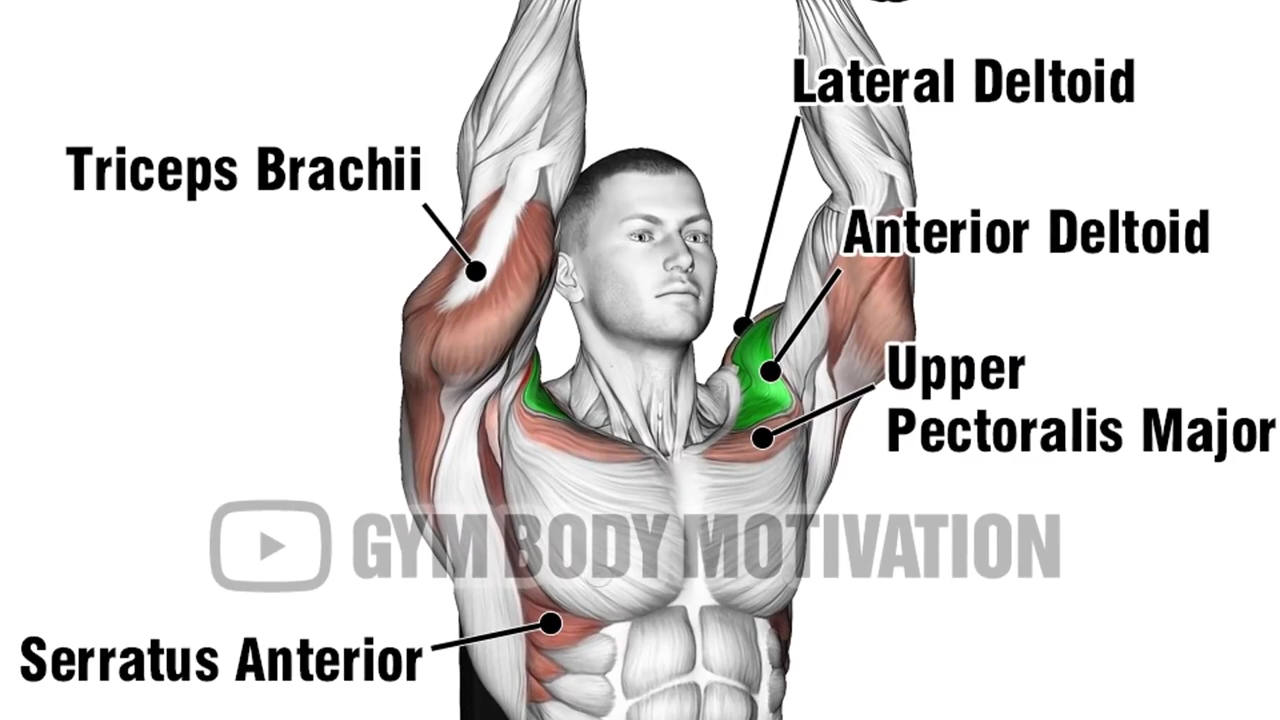 Lateral Deltoid
Triceps Brachii
Anterior Deltoid
Upper
Pectoralis Major
GYM BODY MOTIVATION
Serratus Anterior